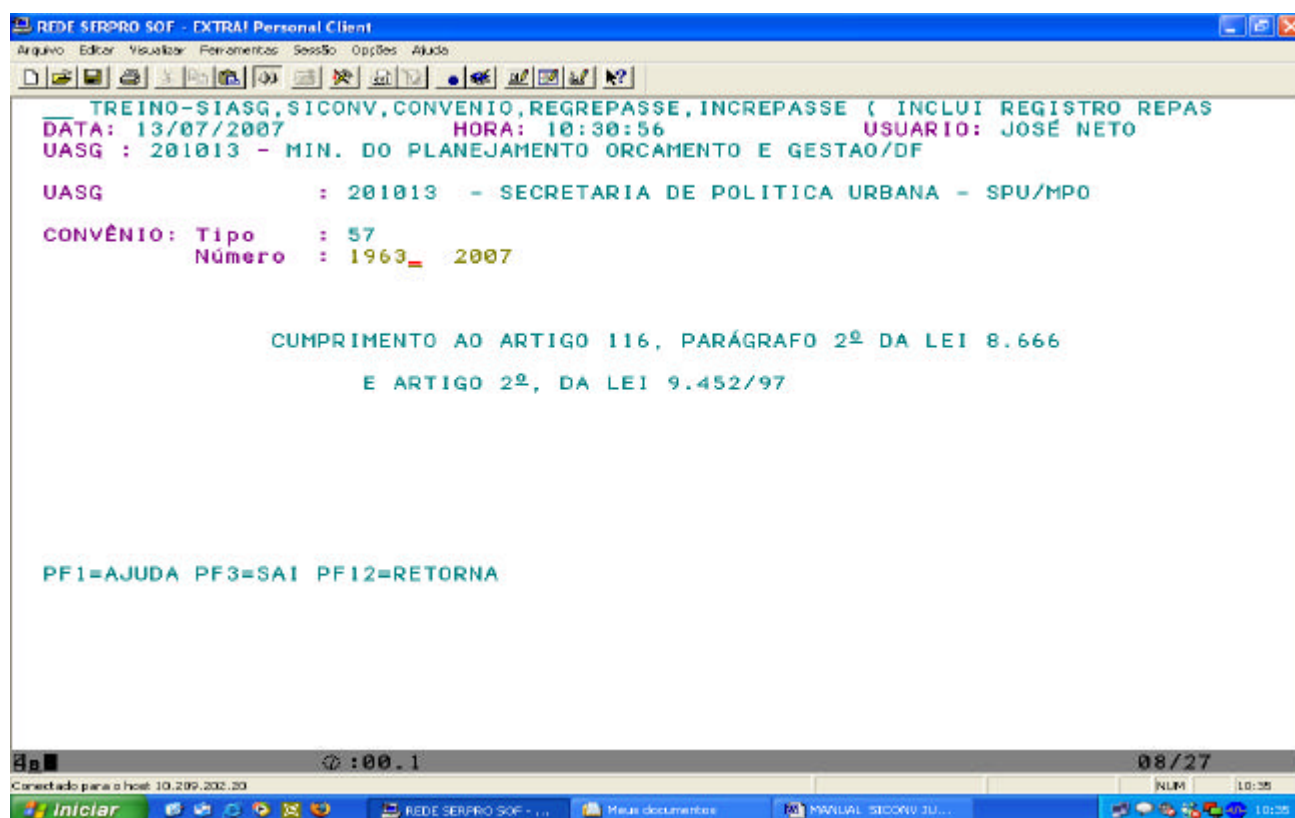 REDE SERPRO SOF - EXTRA! Personal Client
Arquivo Editar Visualizar Ferramentas Sessão Opções Ajuda
__ TREINO-SIASG,SICONV,CONVENIO,REGREPASSE,INCREPASSE ( INCLUI REGISTRO REPAS
DATA: 13/07/2007 HORA: 10:30:56 USUARIO: JOSÉ NETO
UASG : 201013 - MIN. DO PLANEJAMENTO ORCAMENTO E GESTAO/DF
UASG : 201013 - SECRETARIA DE POLITICA URBANA - SPU/MPO
CONVÊNIO: Tipo : 57
Número : 1963_ 2007
CUMPRIMENTO AO ARTIGO 116, PARÁGRAFO 2º DA LEI 8.666
E ARTIGO 2º, DA LEI 9.452/97
PF1=AJUDA PF3=SAI PF12=RETORNA
:00.1 08/27
Conectado para o host 10.209.202.20 NUM 10:35
Iniciar REDE SERPRO SOF - ... Meus documentos MANUAL SICONV JU... 10:35